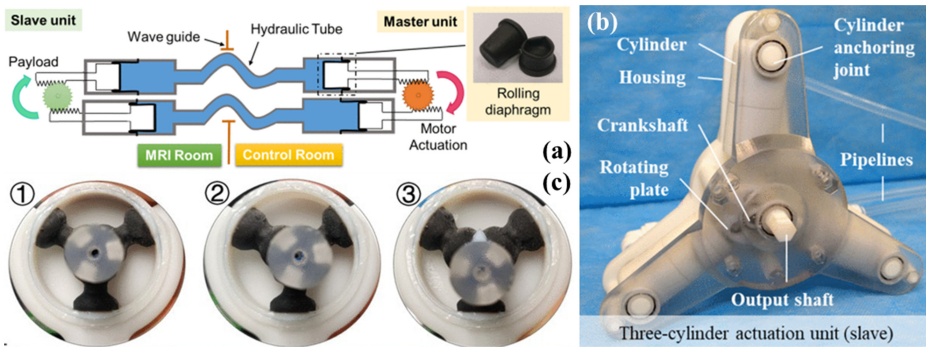 Slave unit
Wave guide
Hydraulic Tube
Master unit
Payload
Rolling
diaphragm
Motor
Actuation
MRI Room
Control Room
(a)
(c)
①
②
③
(b)
Cylinder
Cylinder
anchoring
joint
Housing
Crankshaft
Pipelines
Rotating
plate
Output shaft
Three-cylinder actuation unit (slave)